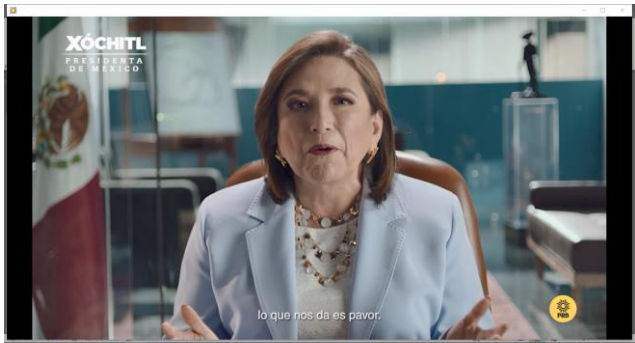 XÓCHITL
PRESIDENTA
DE MÉXICO
lo que nos da es pavor.
PRD